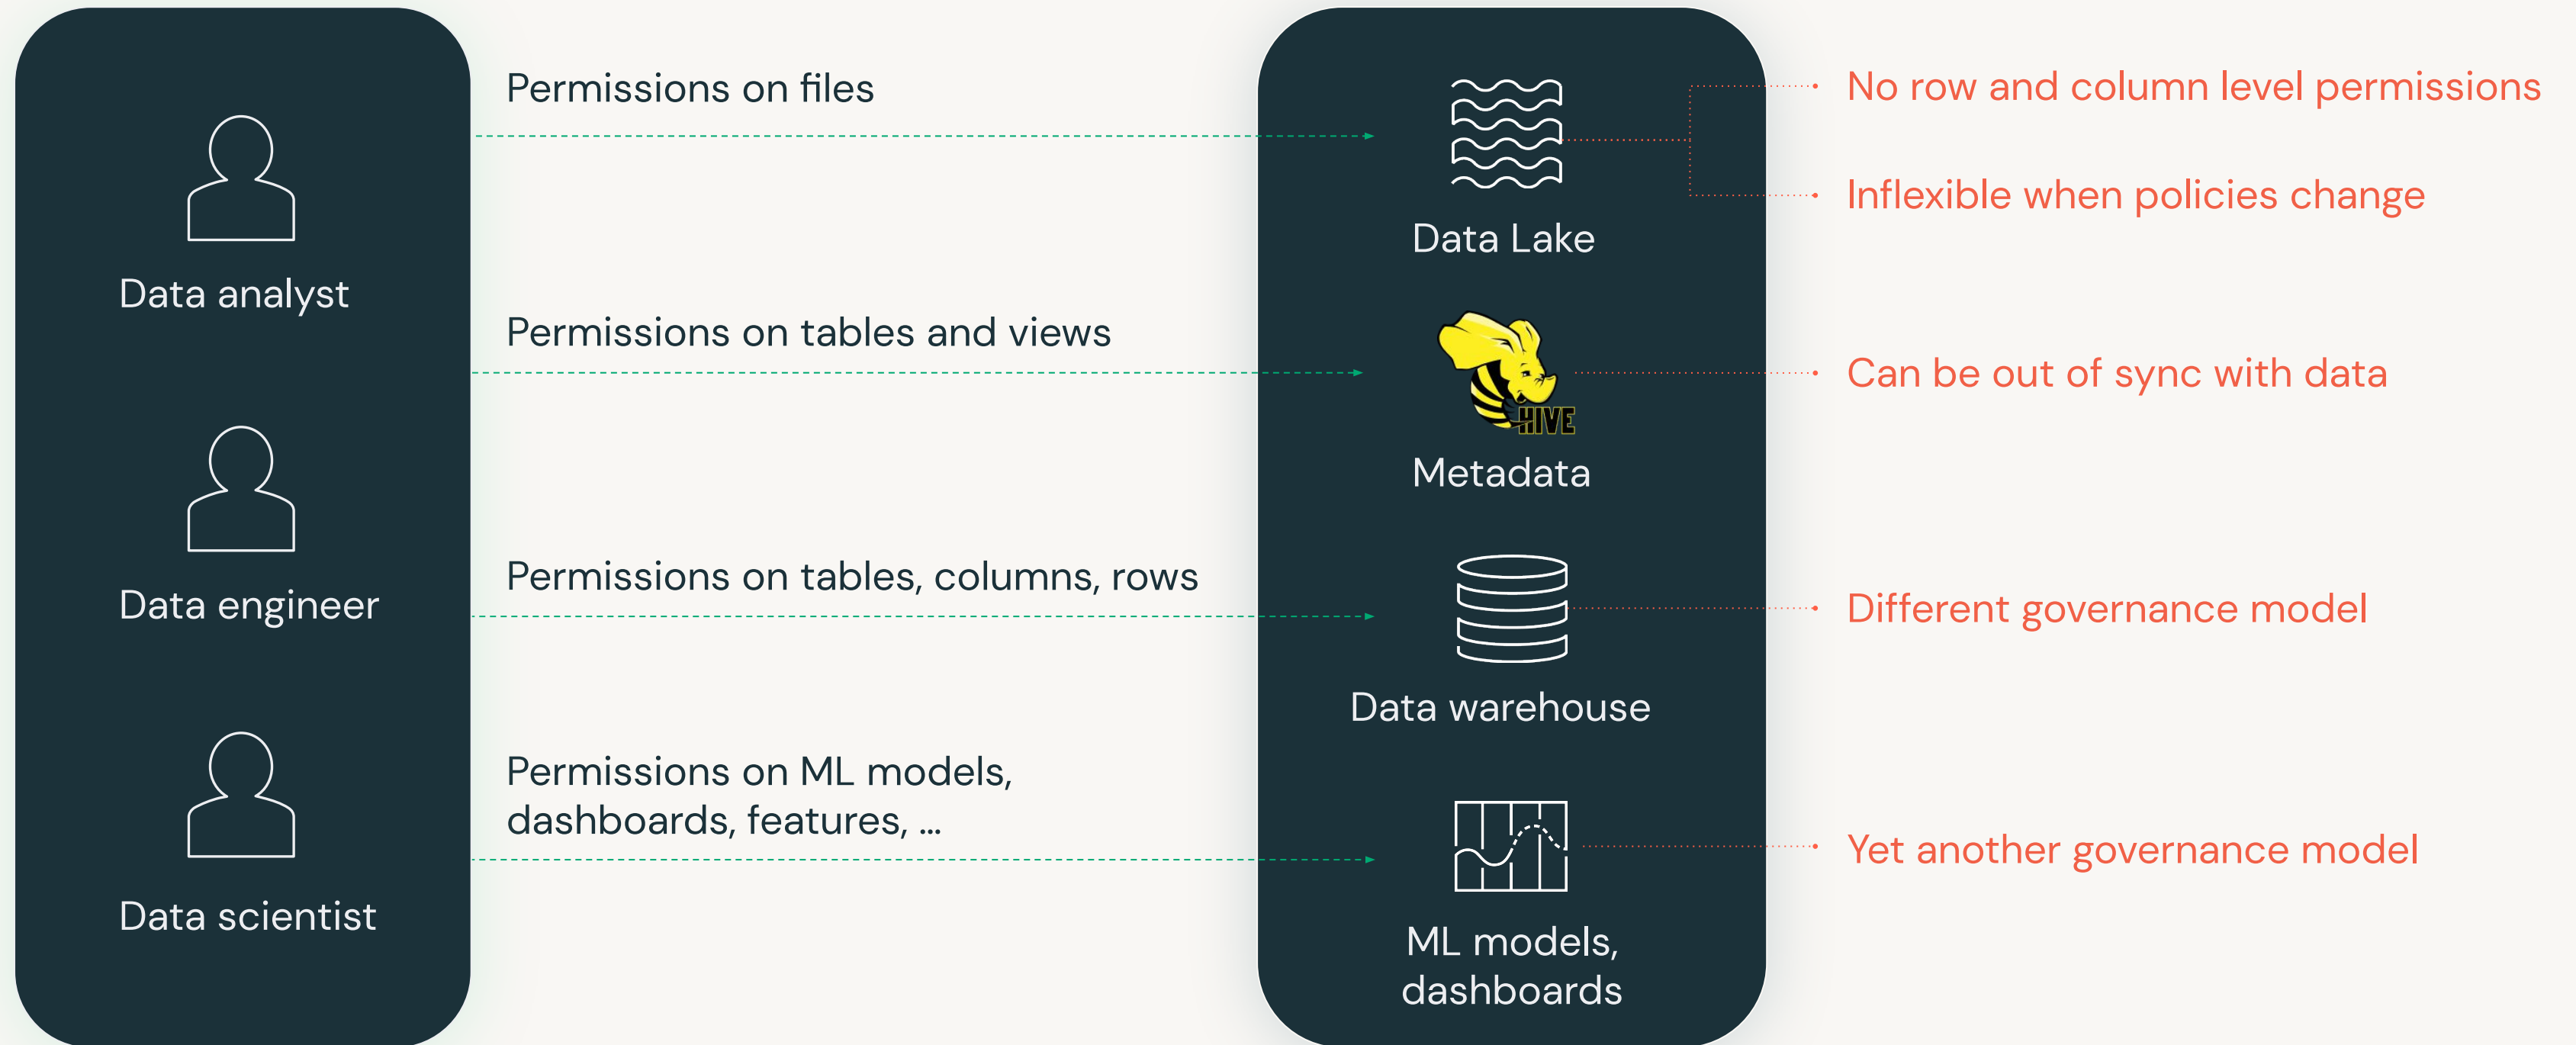 Data analyst
Data engineer
Data scientist
Permissions on files
Permissions on tables and views
Permissions on tables, columns, rows
Permissions on ML models,
dashboards, features, ...
Data Lake
HIVE
Metadata
Data warehouse
ML models,
dashboards
No row and column level permissions
Inflexible when policies change
Can be out of sync with data
Different governance model
Yet another governance model